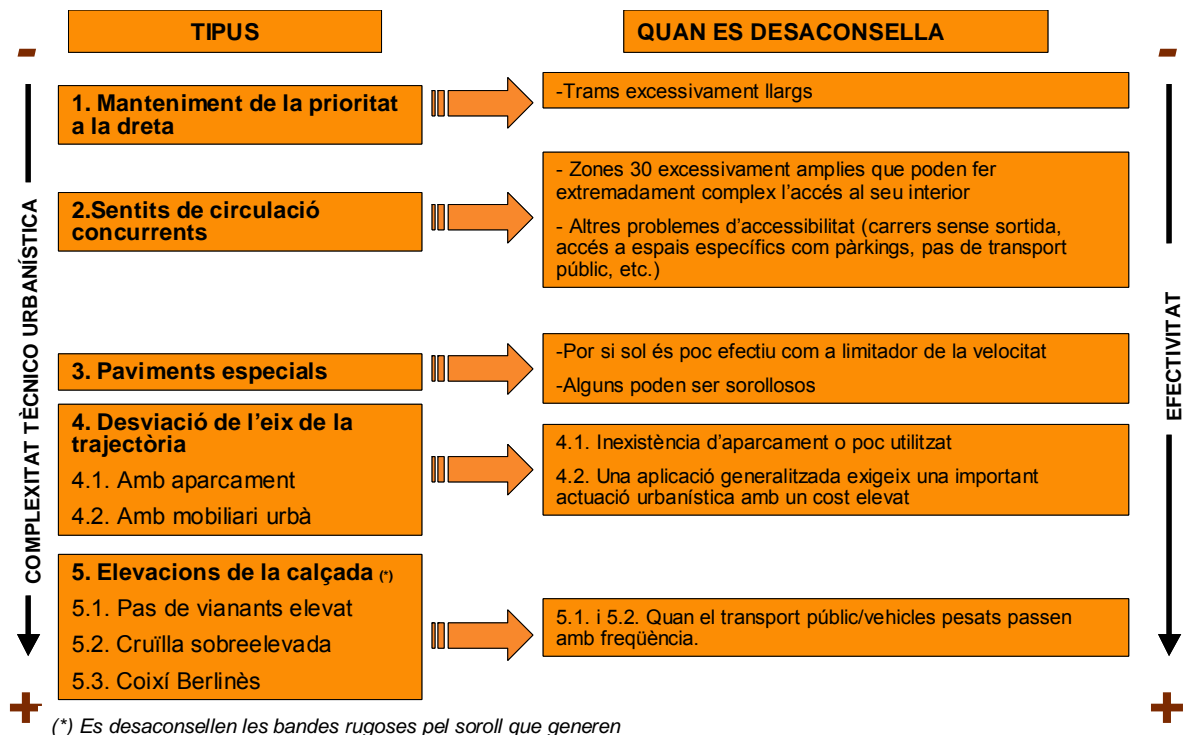 TIPUS
QUAN ES DESACONSELLA
-
-
COMPLEXITAT TÈCNICO URBANÍSTICA
EFECTIVITAT
1. Manteniment de la prioritat
a la dreta
-Trams excessivament llargs
2.Sentits de circulació
concurrents
- Zones 30 excessivament amplies que poden fer
extremadament complex l’accés al seu interior
- Altres problemes d’accessibilitat (carrers sense sortida,
accés a espais específics com pàrkings, pas de transport
públic, etc.)
3. Paviments especials
-Por si sol és poc efectiu com a limitador de la velocitat
-Alguns poden ser sorollosos
4. Desviació de l’eix de la
trajectòria
4.1. Amb aparcament
4.2. Amb mobiliari urbà
4.1. Inexistència d’aparcament o poc utilitzat
4.2. Una aplicació generalitzada exigeix una important
actuació urbanística amb un cost elevat
5. Elevacions de la calçada (*)
5.1. Pas de vianants elevat
5.2. Cruïlla sobreelevada
5.3. Coixí Berlinès
5.1. i 5.2. Quan el transport públic/vehicles pesats passen
amb freqüència.
+
+
(*) Es desaconsellen les bandes rugoses pel soroll que generen